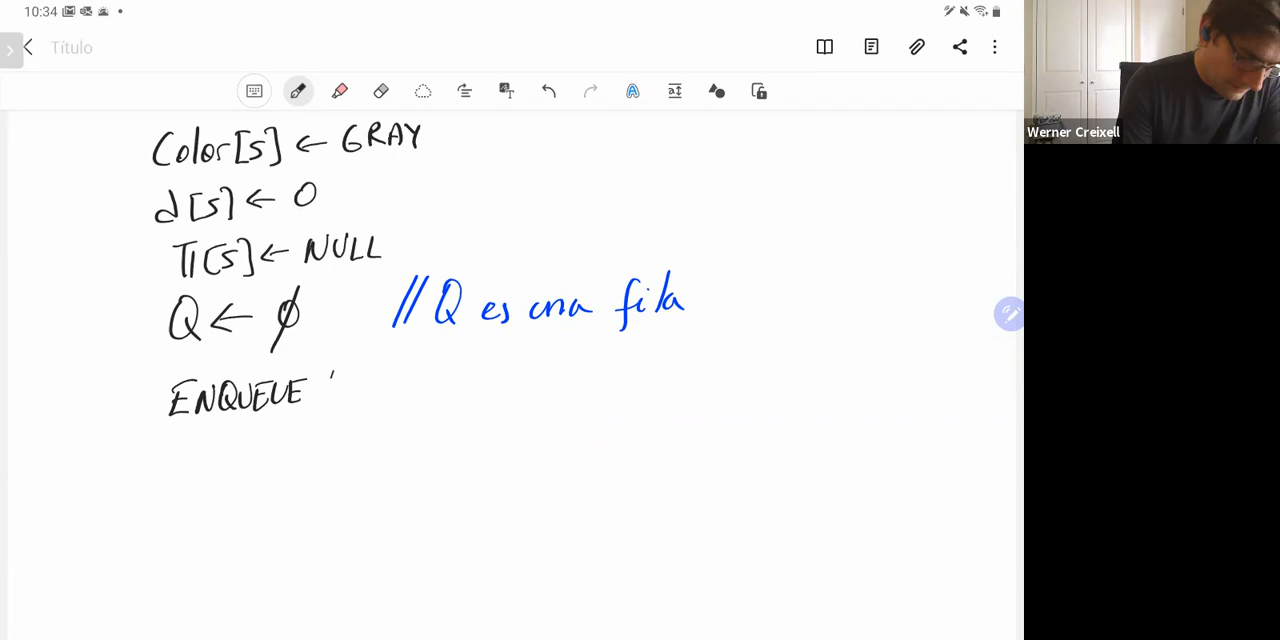 10:34
Título
Color[s] ← GRAY
d[s] ← 0
π[s] ← NULL
Q ← ∅ // Q es una fila
ENQUEUE
Werner Creixell